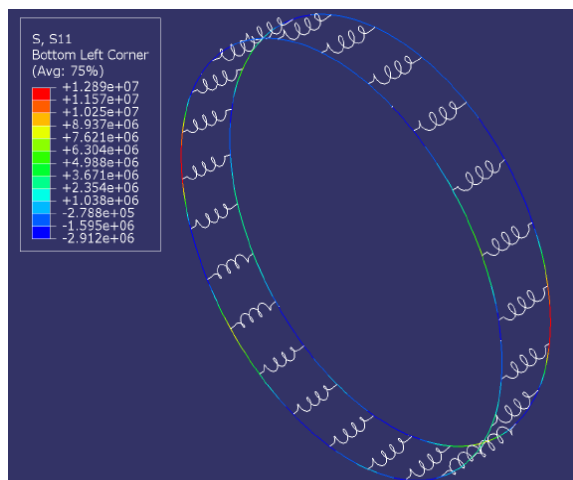 S, S11
Bottom Left Corner
(Avg: 75%)
+1.289e+07
+1.157e+07
+1.025e+07
+8.937e+06
+7.621e+06
+6.304e+06
+4.988e+06
+3.671e+06
+2.354e+06
+1.038e+06
-2.788e+05
-1.595e+06
-2.912e+06